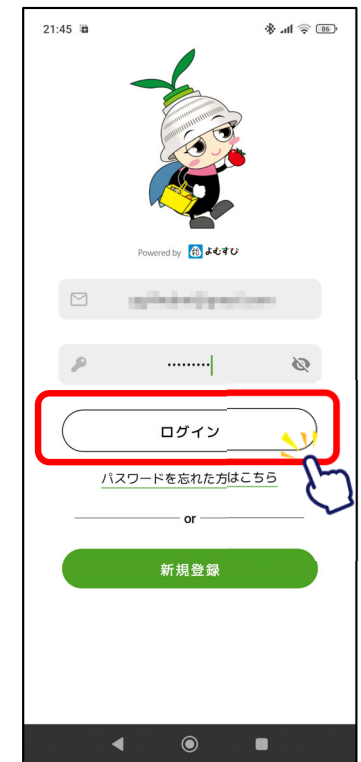 21:45
86
Powered by よむすび
•••••••••
ログイン
パスワードを忘れた方はこちら
or
新規登録